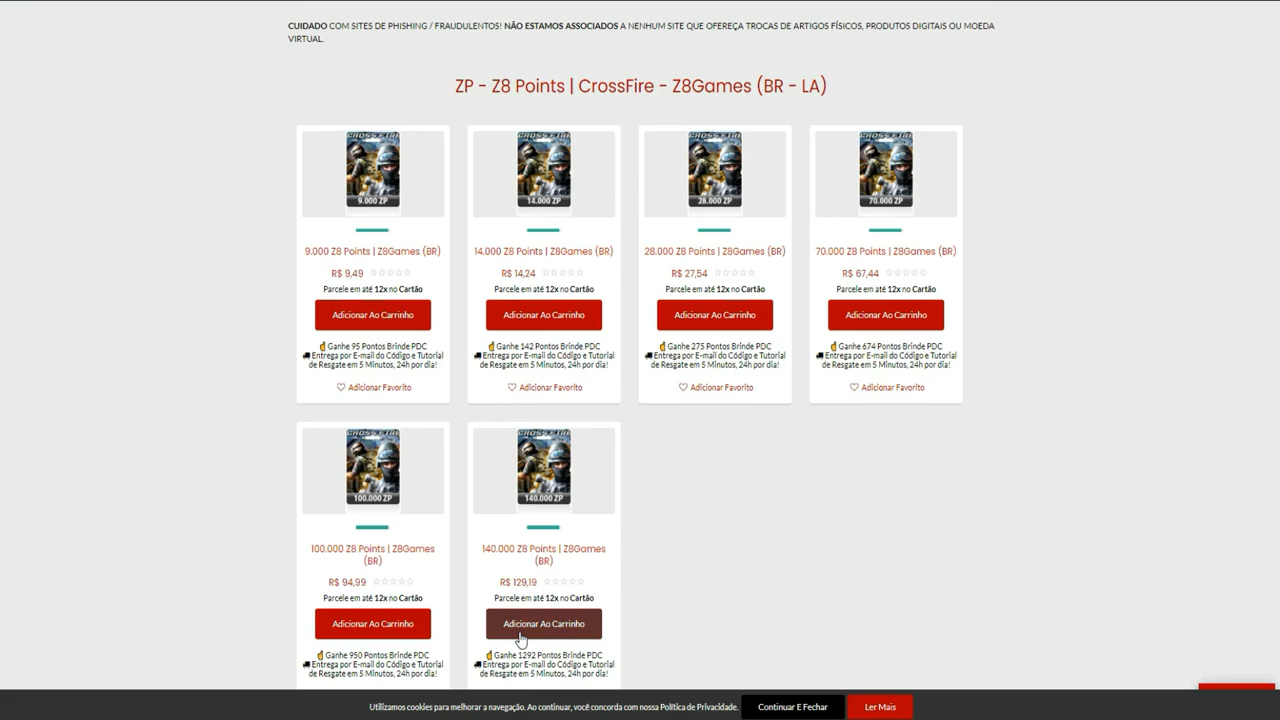 CUIDADO COM SITES DE PHISHING / FRAUDULENTOS! NÃO ESTAMOS ASSOCIADOS A NENHUM SITE QUE OFEREÇA TROCAS DE ARTIGOS FÍSICOS, PRODUTOS DIGITAIS OU MOEDA
VIRTUAL.
ZP - Z8 Points | CrossFire - Z8Games (BR - LA)
CROSS FIRE
9.000 ZP
9.000 Z8 Points | Z8Games (BR)
R$ 9,49
Parcele em até 12x no Cartão
Adicionar Ao Carrinho
Ganhe 95 Pontos Brinde PDC
Entrega por E-mail do Código e Tutorial
de Resgate em 5 Minutos, 24h por dia!
Adicionar Favorito
CROSS FIRE
14.000 ZP
14.000 Z8 Points | Z8Games (BR)
R$ 14,24
Parcele em até 12x no Cartão
Adicionar Ao Carrinho
Ganhe 142 Pontos Brinde PDC
Entrega por E-mail do Código e Tutorial
de Resgate em 5 Minutos, 24h por dia!
Adicionar Favorito
CROSS FIRE
28.000 ZP
28.000 Z8 Points | Z8Games (BR)
R$ 27,54
Parcele em até 12x no Cartão
Adicionar Ao Carrinho
Ganhe 275 Pontos Brinde PDC
Entrega por E-mail do Código e Tutorial
de Resgate em 5 Minutos, 24h por dia!
Adicionar Favorito
CROSS FIRE
70.000 ZP
70.000 Z8 Points | Z8Games (BR)
R$ 67,44
Parcele em até 12x no Cartão
Adicionar Ao Carrinho
Ganhe 674 Pontos Brinde PDC
Entrega por E-mail do Código e Tutorial
de Resgate em 5 Minutos, 24h por dia!
Adicionar Favorito
CROSS FIRE
100.000 ZP
100.000 Z8 Points | Z8Games
(BR)
R$ 94,99
Parcele em até 12x no Cartão
Adicionar Ao Carrinho
Ganhe 950 Pontos Brinde PDC
Entrega por E-mail do Código e Tutorial
de Resgate em 5 Minutos, 24h por dia!
CROSS FIRE
140.000 ZP
140.000 Z8 Points | Z8Games
(BR)
R$ 129,19
Parcele em até 12x no Cartão
Adicionar Ao Carrinho
Ganhe 1292 Pontos Brinde PDC
Entrega por E-mail do Código e Tutorial
de Resgate em 5 Minutos, 24h por dia!
Utilizamos cookies para melhorar a navegação. Ao continuar, você concorda com nossa Política de Privacidade.
Continuar E Fechar
Ler Mais